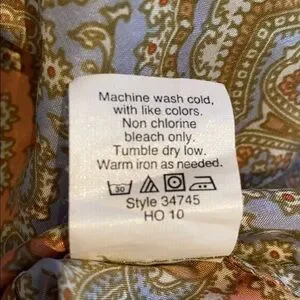 Machine wash cold,
with like colors.
Non chlorine
bleach only.
Tumble dry low.
Warm iron as needed.
30
Style 34745
HO 10